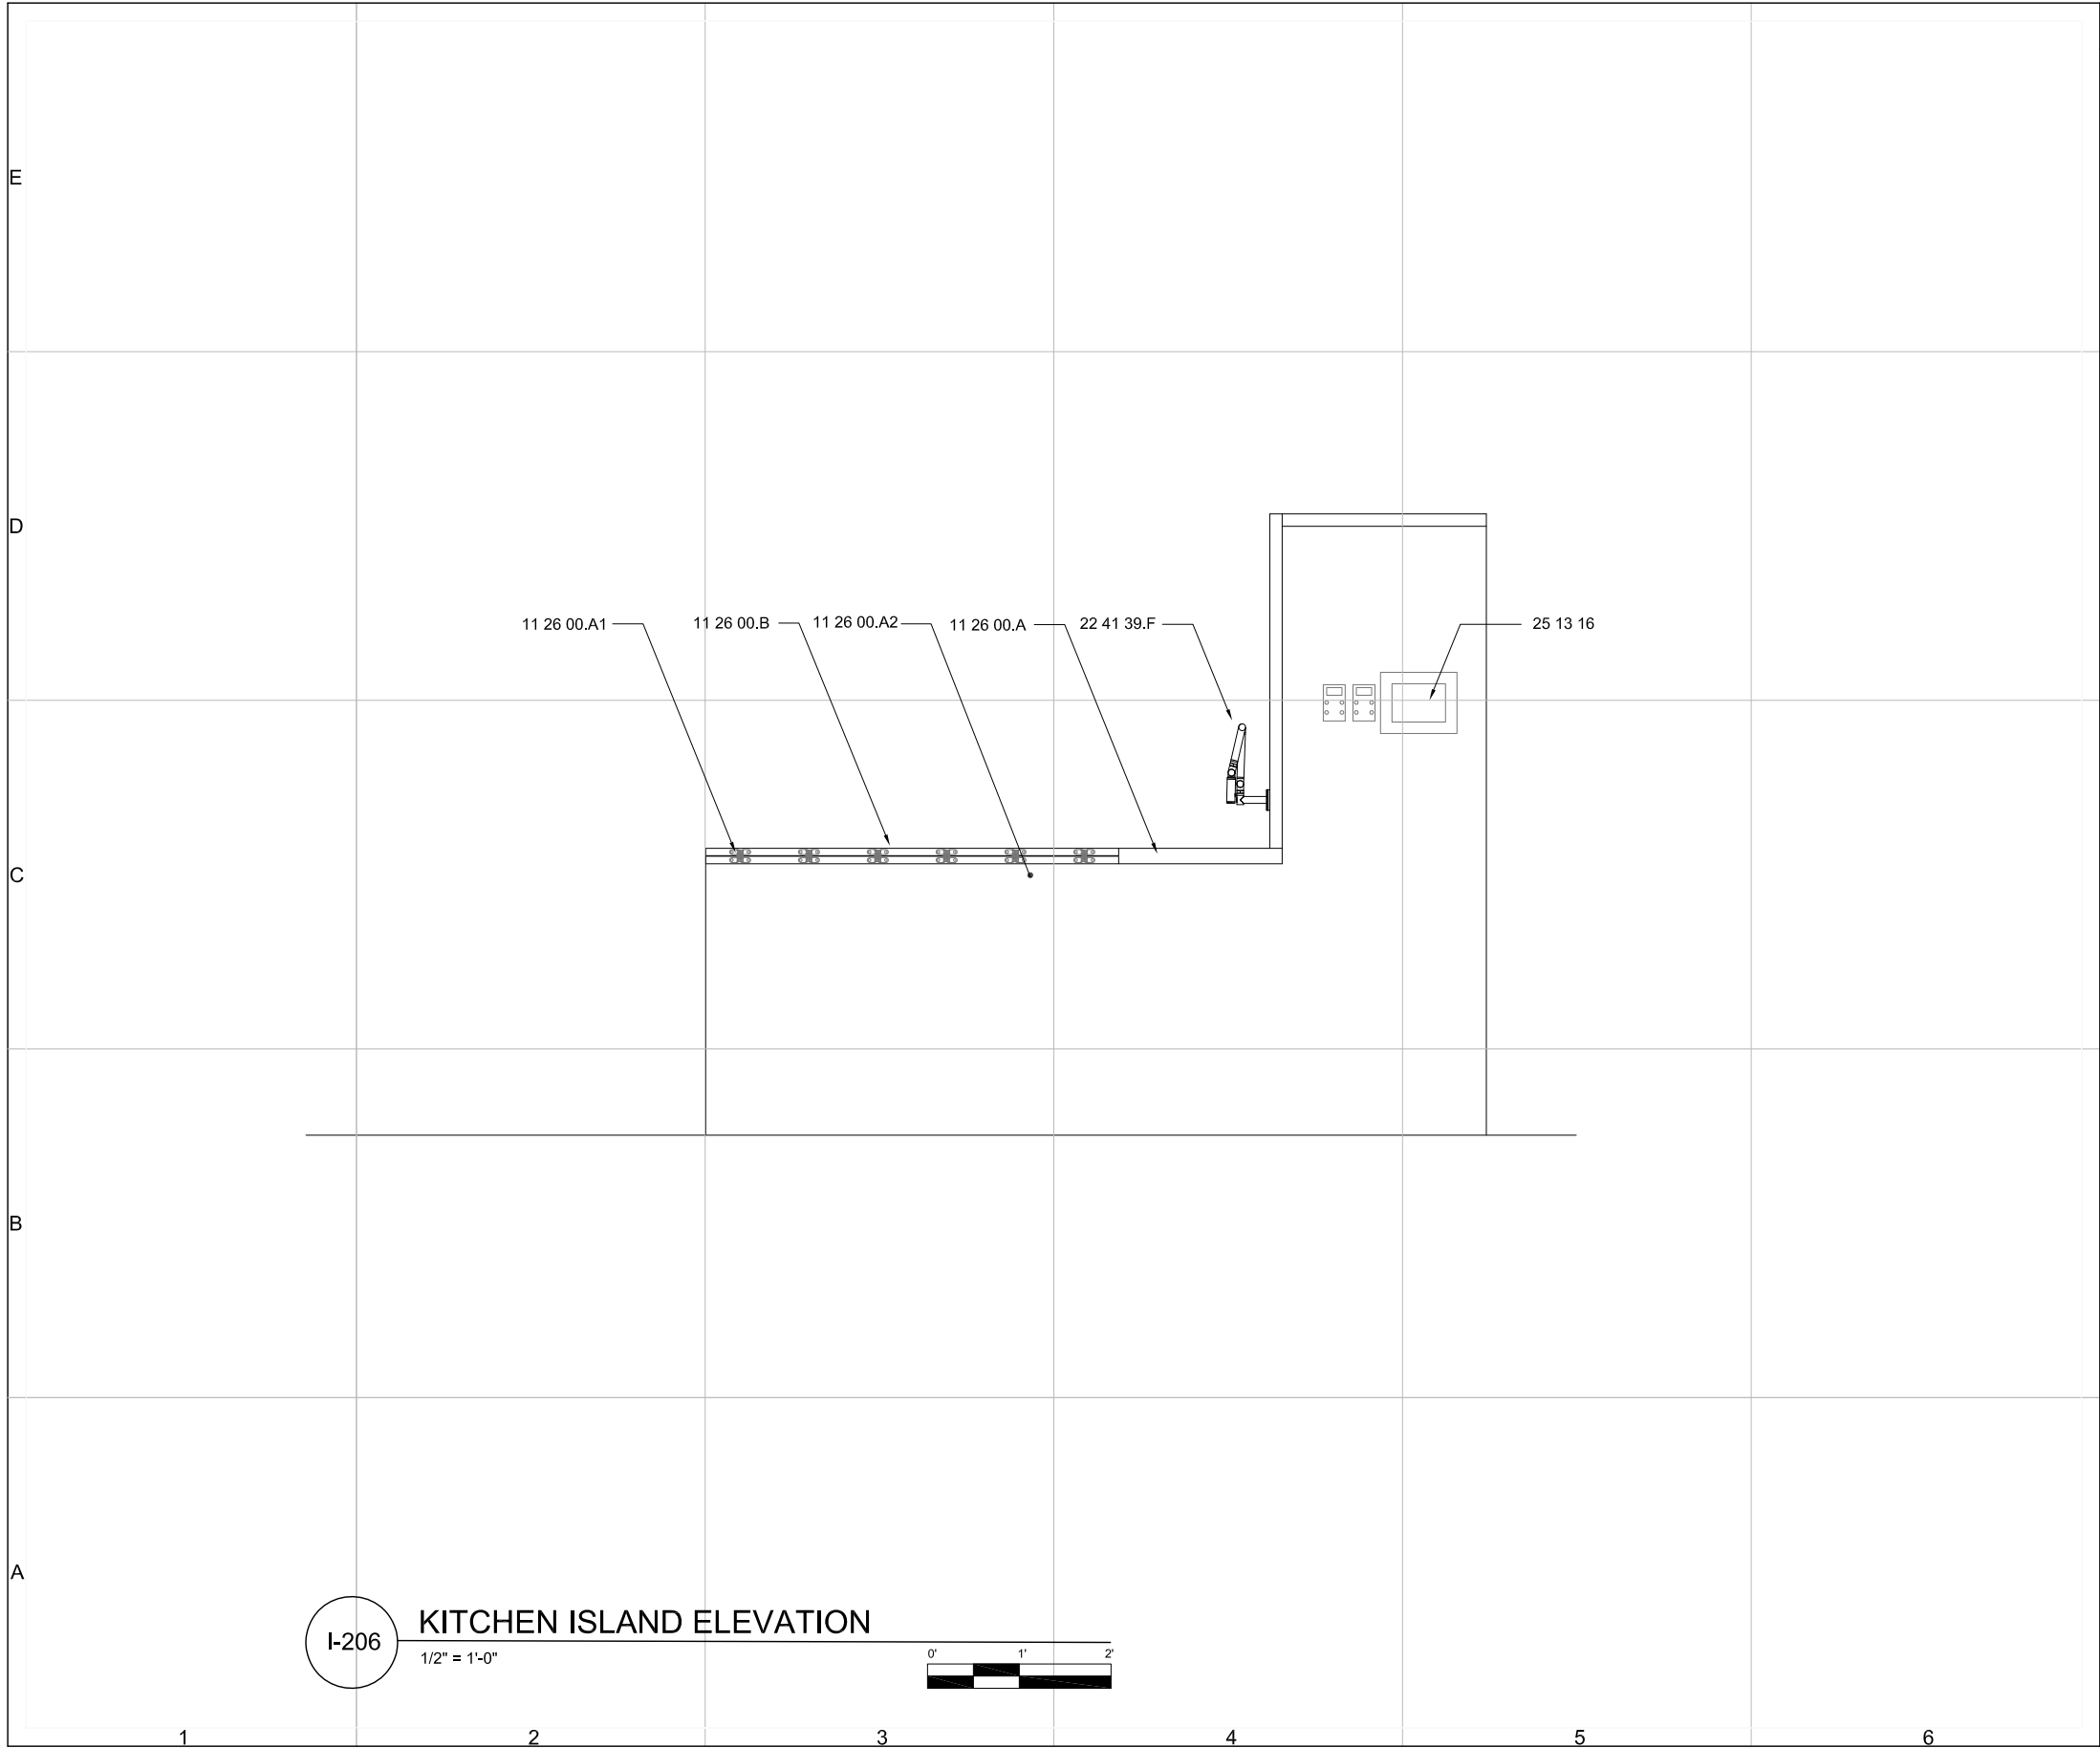 E
D
11 26 00.A1
11 26 00.B
11 26 00.A2
11 26 00.A
22 41 39.F
25 13 16
C
B
A
I-206
KITCHEN ISLAND ELEVATION
1/2" = 1'-0"
0' 1' 2'
1 2 3 4 5 6